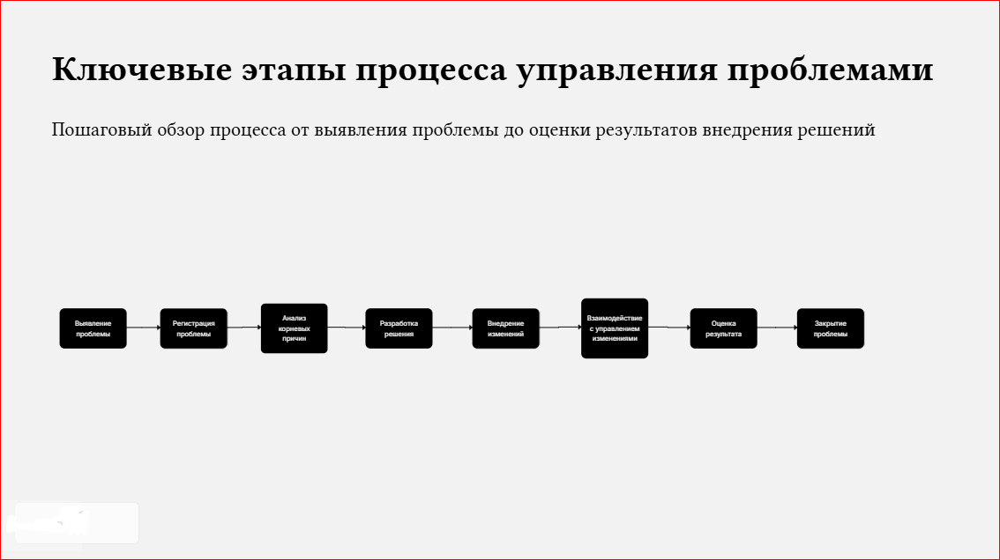 Ключевые этапы процесса управления проблемами
Пошаговый обзор процесса от выявления проблемы до оценки результатов внедрения решений
Выявление
проблемы
Регистрация
проблемы
Анализ
корневых
причин
Разработка
решения
Внедрение
изменений
Взаимодействие
с управлением
изменениями
Оценка
результата
Закрытие
проблемы